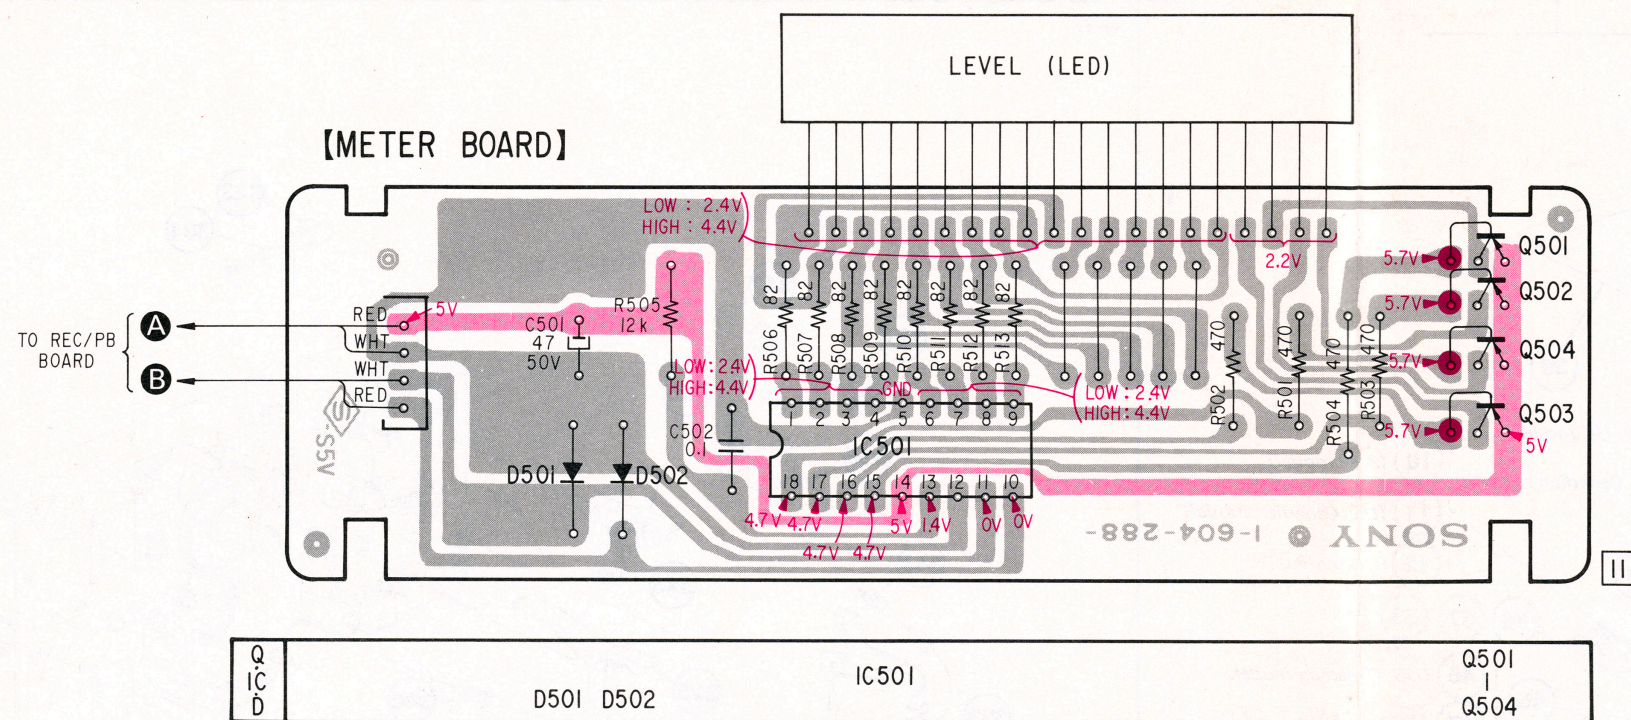 LEVEL (LED)
【METER BOARD】
LOW : 2.4V
HIGH : 4.4V
2.2V
5.7V
Q501
5.7V
Q502
5.7V
Q504
5.7V
Q503
5V
TO REC/PB
BOARD
A
B
RED
WHT
WHT
RED
5V
C501
47
50V
R505
12k
82 82 82 82 82 82 82 82
R506 R507 R508 R509 R510 R511 R512 R513
470 470 470 470
R502 R501 R504 R503
LOW:2.4V
HIGH:4.4V
GND
LOW:2.4V
HIGH:4.4V
1 2 3 4 5 6 7 8 9
C502
0.1
IC501
D501 D502
18 17 16 15 14 13 12 11 10
4.7V 4.7V 5V 1.4V 0V 0V
4.7V 4.7V
-S5V
SONY 1-604-288-
11
Q.
IC.
D
D501 D502
IC501
Q501
|
Q504